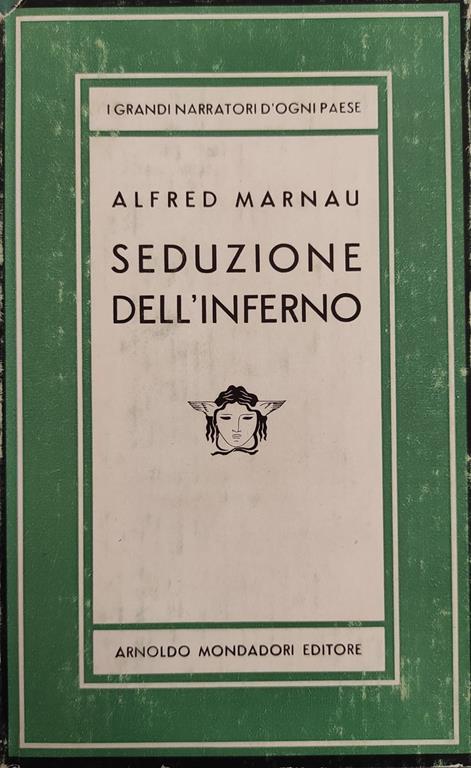 I GRANDI NARRATORI D'OGNI PAESE
ALFRED MARNAU
SEDUZIONE
DELL'INFERNO
ARNOLDO MONDADORI EDITORE